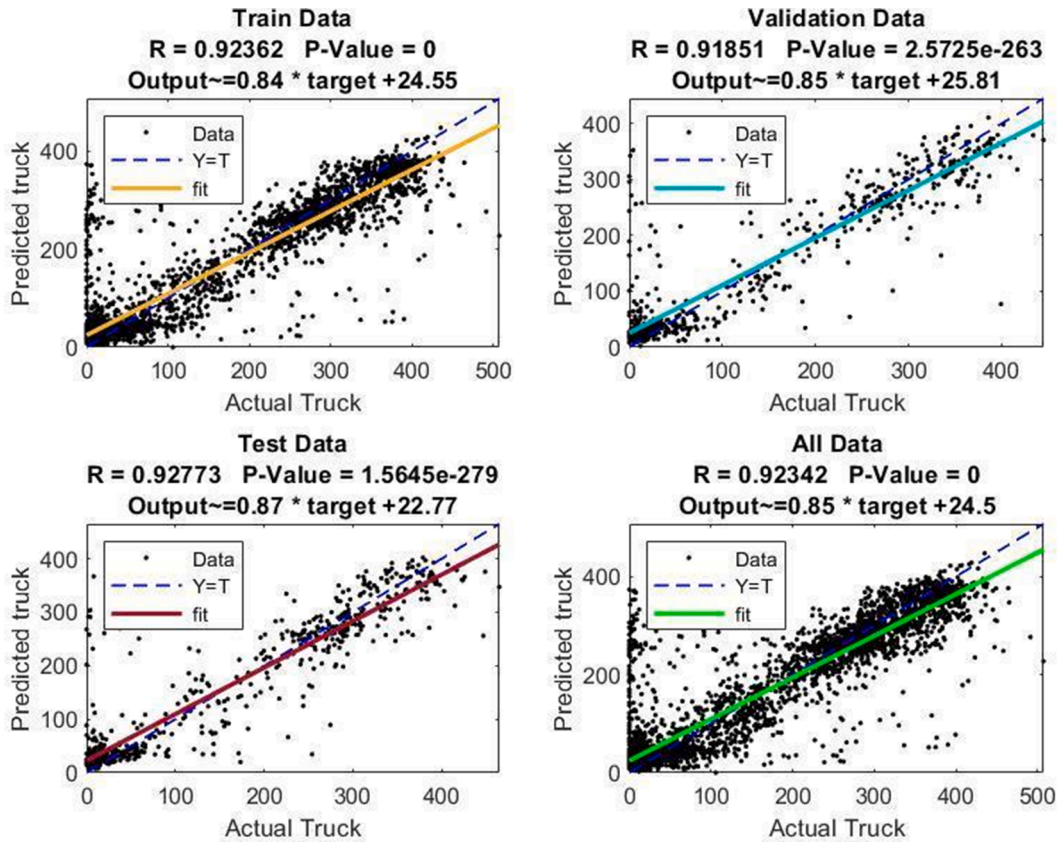 Train Data
R = 0.92362 P-Value = 0
Output~=0.84 * target +24.55
Data
Y=T
fit
400
200
0
Predicted truck
0 100 200 300 400 500
Actual Truck
Validation Data
R = 0.91851 P-Value = 2.5725e-263
Output~=0.85 * target +25.81
Data
Y=T
fit
400
300
200
100
0
Predicted truck
0 100 200 300 400
Actual Truck
Test Data
R = 0.92773 P-Value = 1.5645e-279
Output~=0.87 * target +22.77
Data
Y=T
fit
400
300
200
100
0
Predicted truck
0 100 200 300 400
Actual Truck
All Data
R = 0.92342 P-Value = 0
Output~=0.85 * target +24.5
Data
Y=T
fit
400
200
0
Predicted truck
0 100 200 300 400 500
Actual Truck